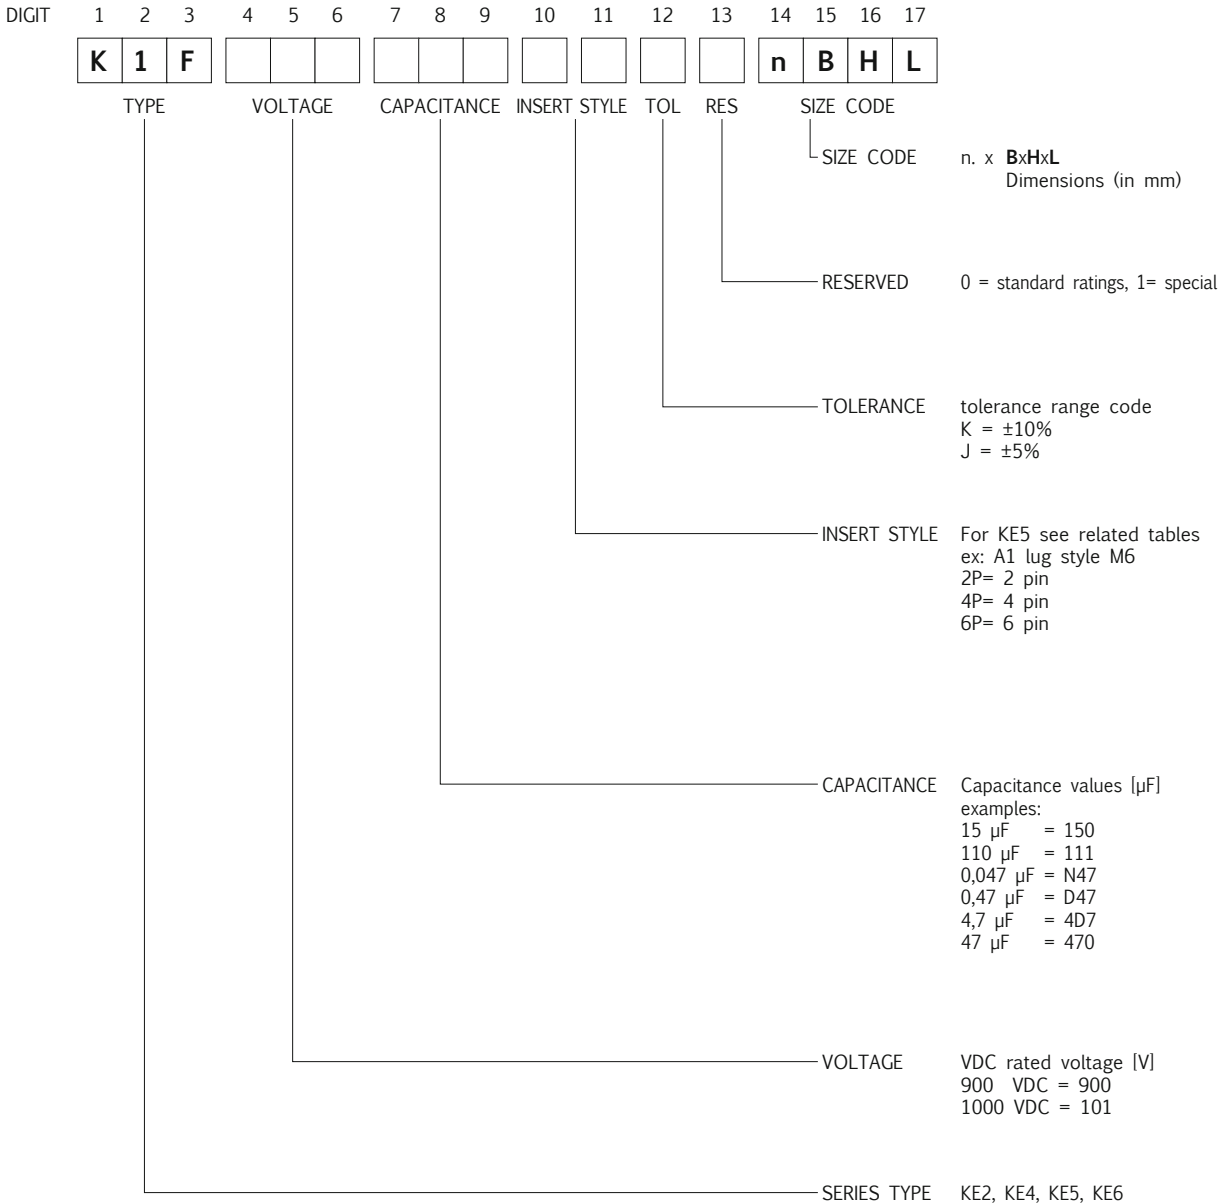 DIGIT 1 2 3 4 5 6 7 8 9 10 11 12 13 14 15 16 17
K 1 F n B H L
TYPE VOLTAGE CAPACITANCE INSERT STYLE TOL RES SIZE CODE
SIZE CODE n. x BxHxL
Dimensions (in mm)
RESERVED 0 = standard ratings, 1= special
TOLERANCE tolerance range code
K = ±10%
J = ±5%
INSERT STYLE For KE5 see related tables
ex: A1 lug style M6
2P= 2 pin
4P= 4 pin
6P= 6 pin
CAPACITANCE Capacitance values [µF]
examples:
15 µF = 150
110 µF = 111
0,047 µF = N47
0,47 µF = D47
4,7 µF = 4D7
47 µF = 470
VOLTAGE VDC rated voltage [V]
900 VDC = 900
1000 VDC = 101
SERIES TYPE KE2, KE4, KE5, KE6